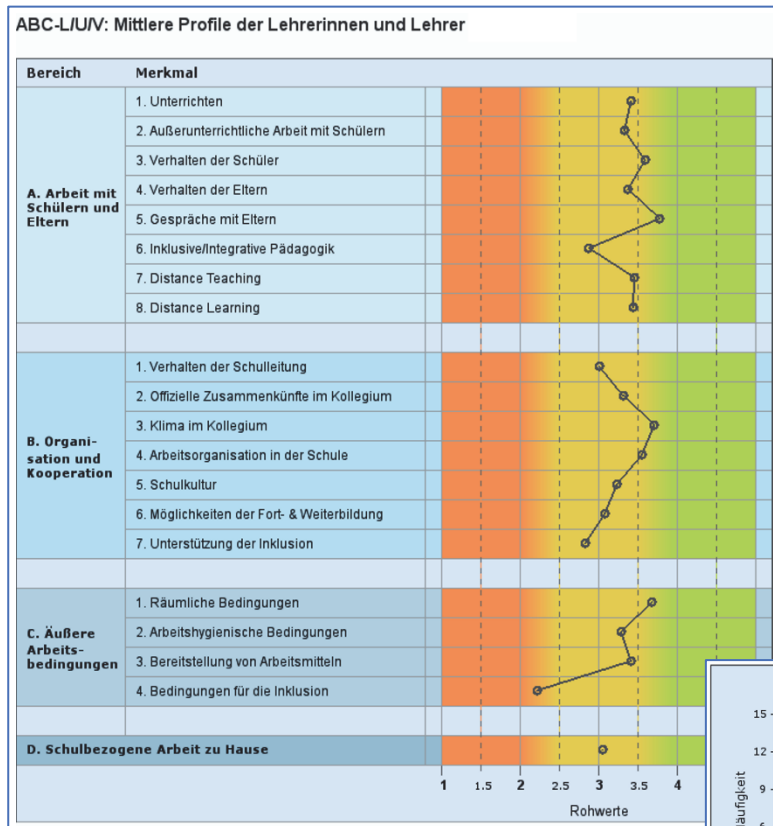 ABC-L/U/V: Mittlere Profile der Lehrerinnen und Lehrer
Bereich Merkmal
A. Arbeit mit
Schülern und
Eltern
1. Unterrichten
2. Außerunterrichtliche Arbeit mit Schülern
3. Verhalten der Schüler
4. Verhalten der Eltern
5. Gespräche mit Eltern
6. Inklusive/Integrative Pädagogik
7. Distance Teaching
8. Distance Learning
B. Organi-
sation und
Kooperation
1. Verhalten der Schulleitung
2. Offizielle Zusammenkünfte im Kollegium
3. Klima im Kollegium
4. Arbeitsorganisation in der Schule
5. Schulkultur
6. Möglichkeiten der Fort- & Weiterbildung
7. Unterstützung der Inklusion
C. Äußere
Arbeits-
bedingungen
1. Räumliche Bedingungen
2. Arbeitshygienische Bedingungen
3. Bereitstellung von Arbeitsmitteln
4. Bedingungen für die Inklusion
D. Schulbezogene Arbeit zu Hause
1 1.5 2 2.5 3 3.5 4
Rohwerte
15
12
9